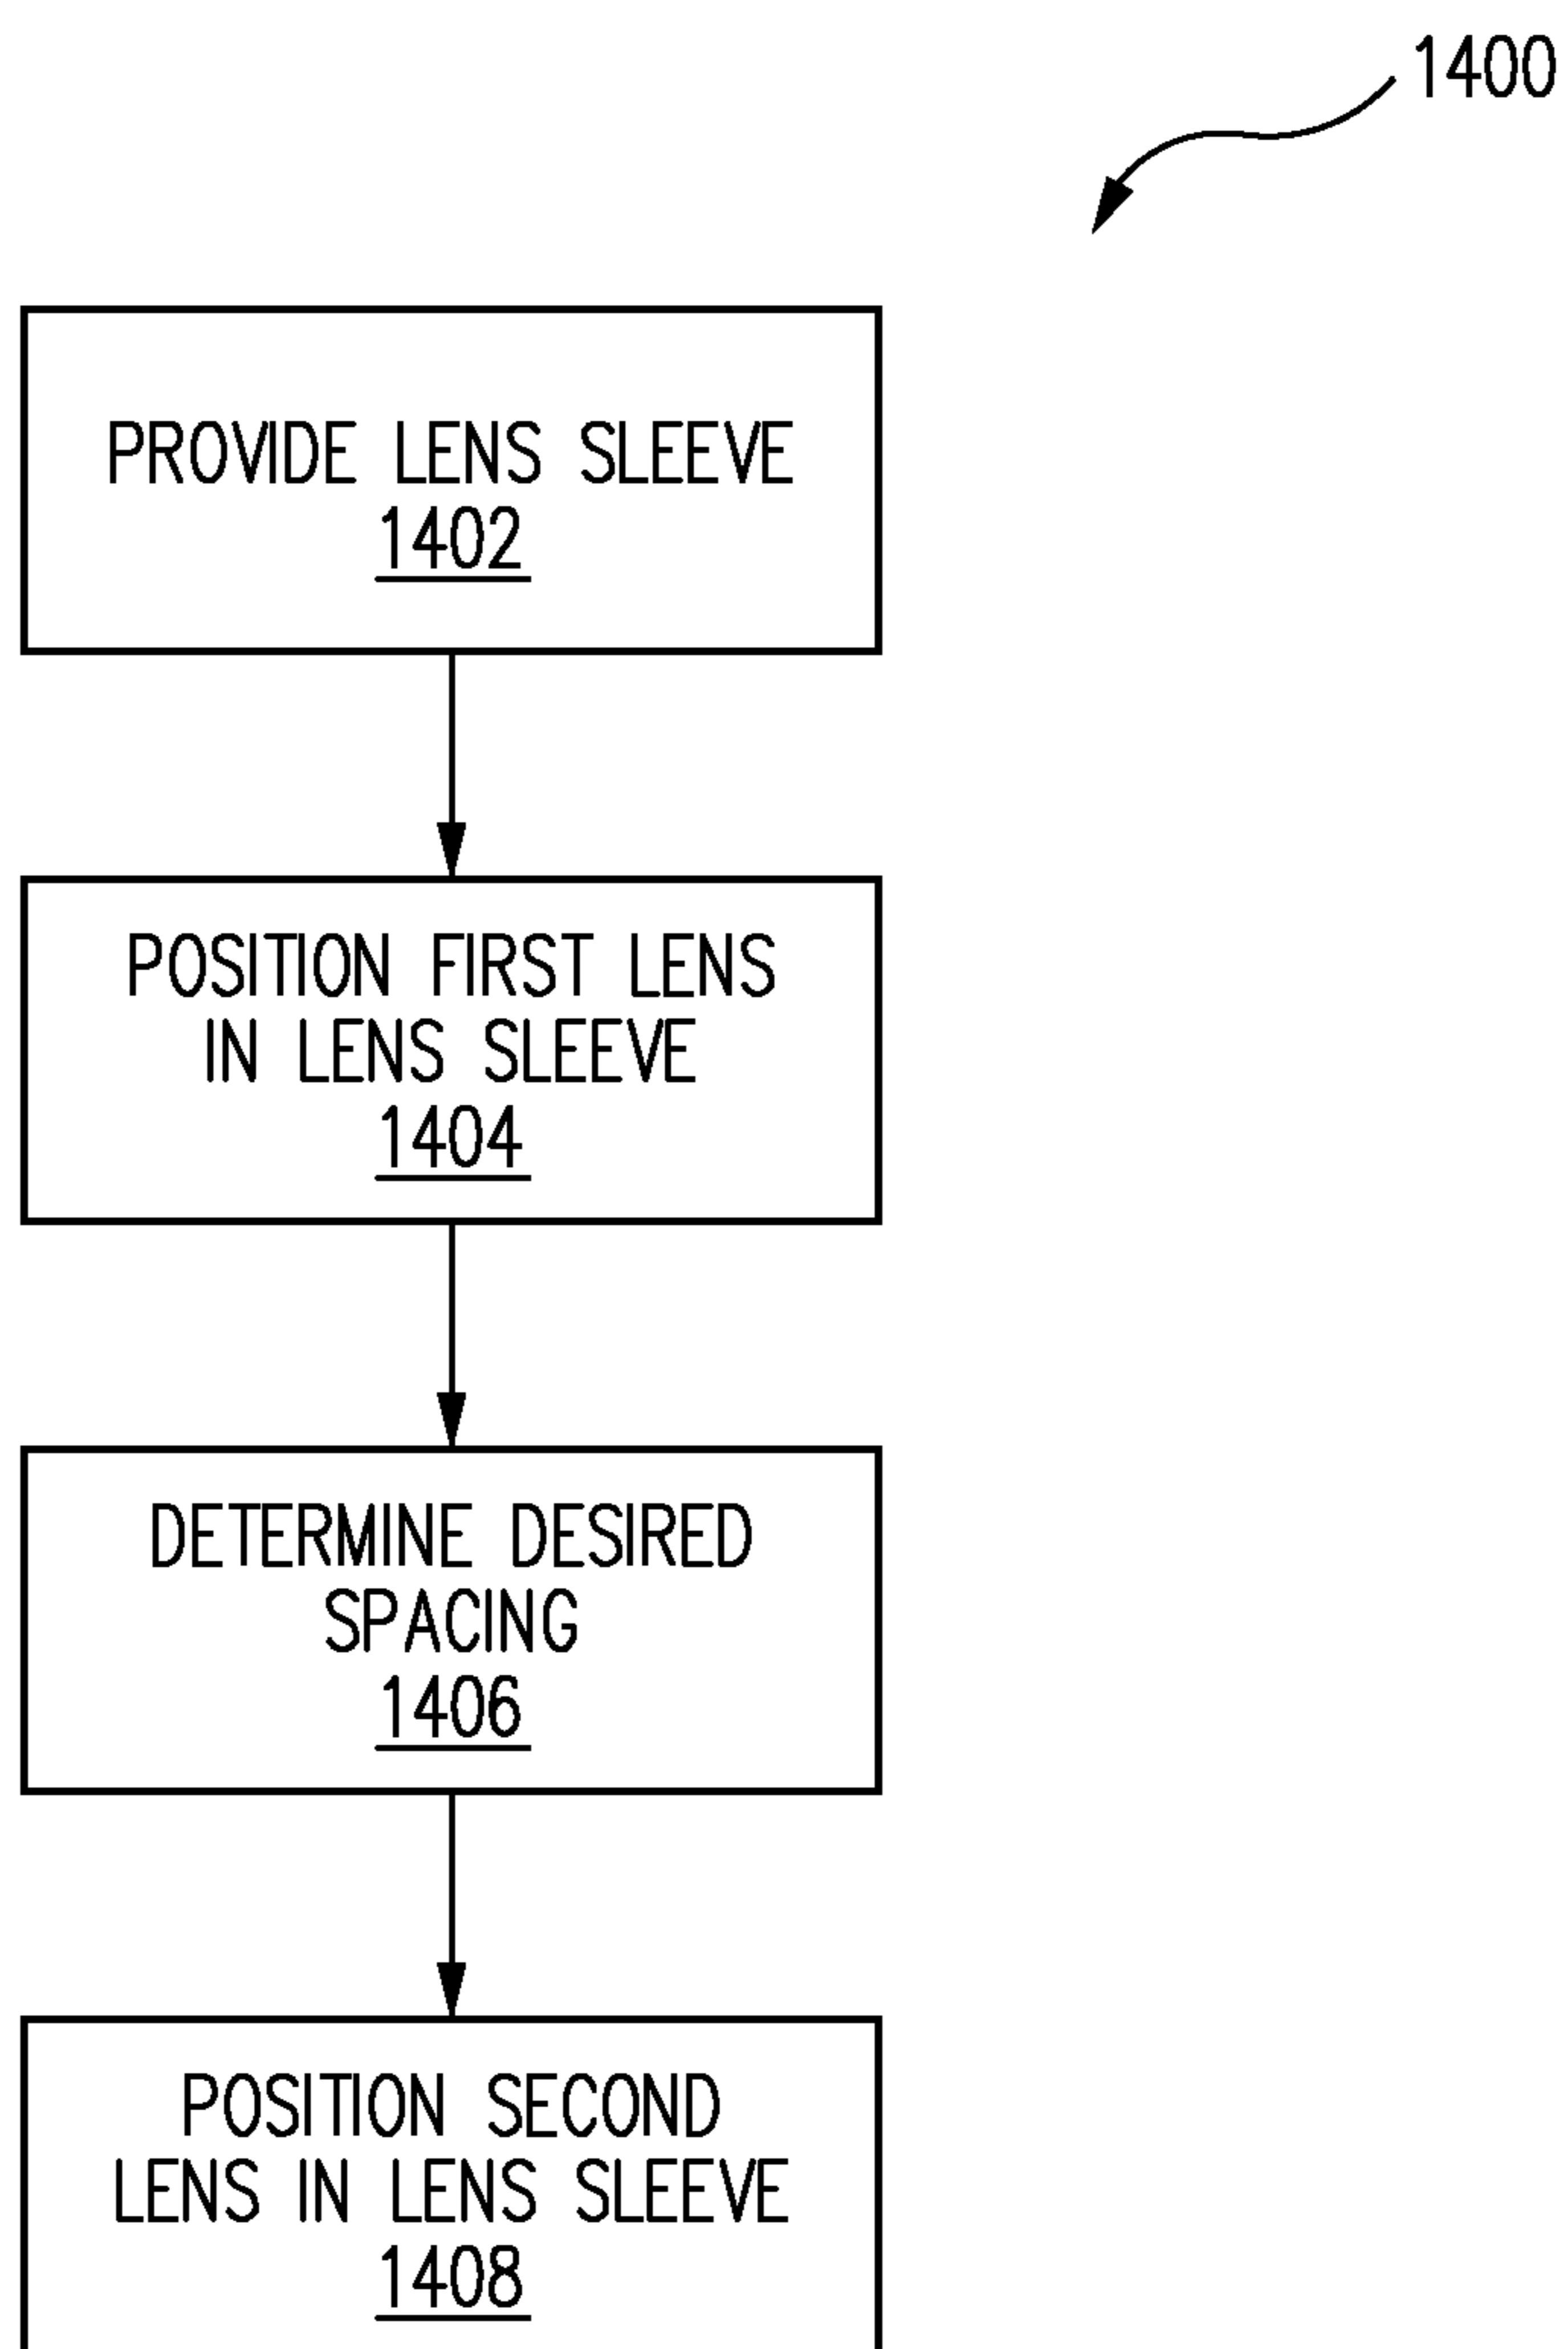 1400
PROVIDE LENS SLEEVE
1402
POSITION FIRST LENS
IN LENS SLEEVE
1404
DETERMINE DESIRED
SPACING
1406
POSITION SECOND
LENS IN LENS SLEEVE
1408